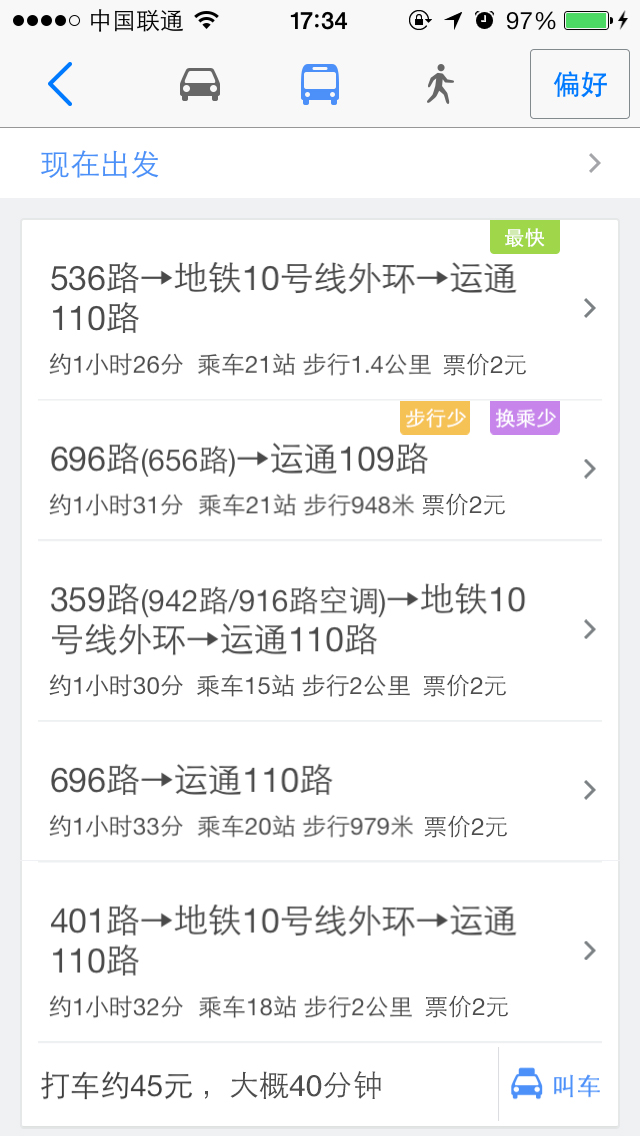 中国联通 17:34 97%
偏好
现在出发
最快
536路→地铁10号线外环→运通
110路
约1小时26分 乘车21站 步行1.4公里 票价2元
步行少 换乘少
696路(656路)→运通109路
约1小时31分 乘车21站 步行948米 票价2元
359路(942路/916路空调)→地铁10
号线外环→运通110路
约1小时30分 乘车15站 步行2公里 票价2元
696路→运通110路
约1小时33分 乘车20站 步行979米 票价2元
401路→地铁10号线外环→运通
110路
约1小时32分 乘车18站 步行2公里 票价2元
打车约45元，大概40分钟 叫车